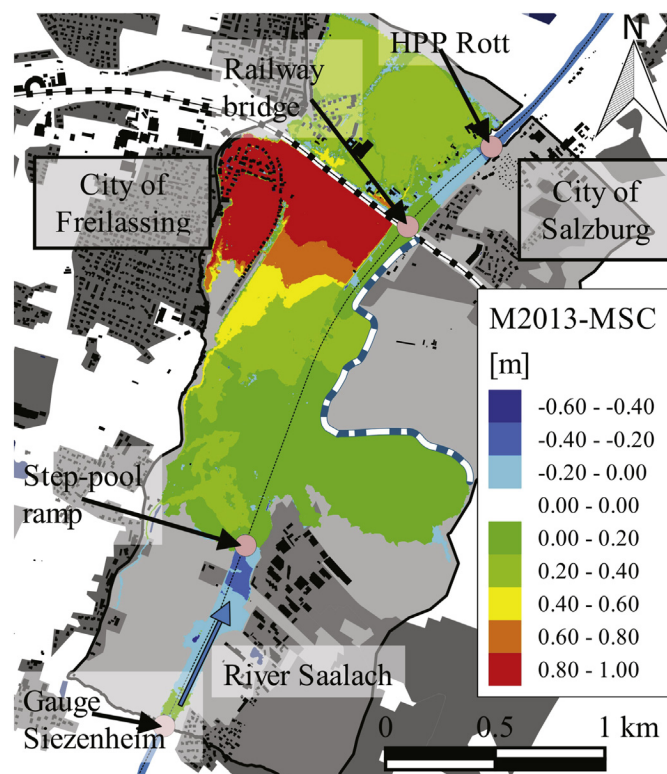 HPP Rott
N
Railway
bridge
City of
Freilassing
City of
Salzburg
M2013-MSC
[m]
-0.60 - -0.40
-0.40 - -0.20
-0.20 - 0.00
0.00 - 0.00
0.00 - 0.20
0.20 - 0.40
0.40 - 0.60
0.60 - 0.80
0.80 - 1.00
Step-pool
ramp
River Saalach
Gauge
Siezenheim
0 0.5 1 km